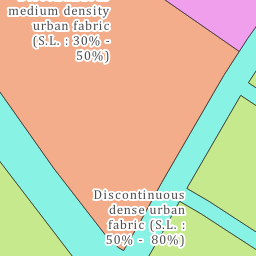 medium density
urban fabric
(S.L. : 30% -
50%)
Discontinuous
dense urban
fabric (S.L. :
50% - 80%)